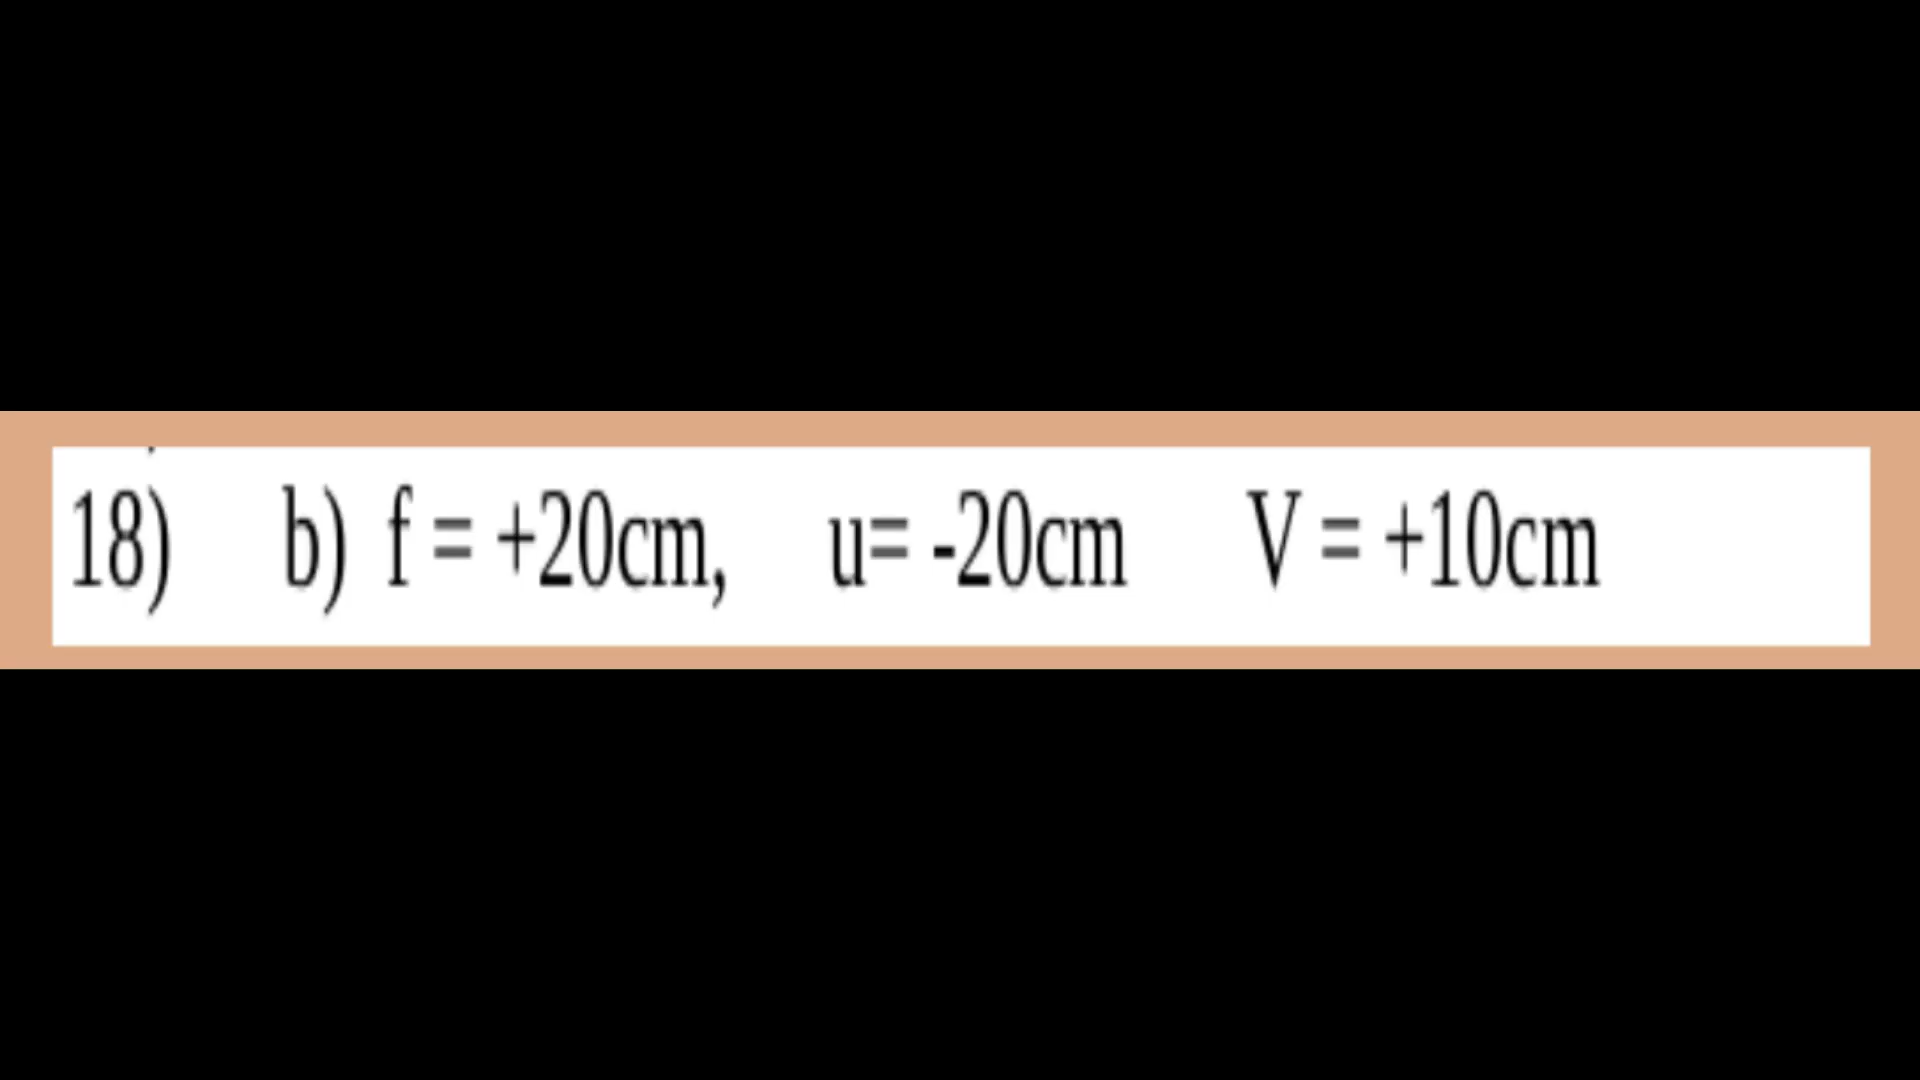 18) b) f = +20cm, u= -20cm V = +10cm